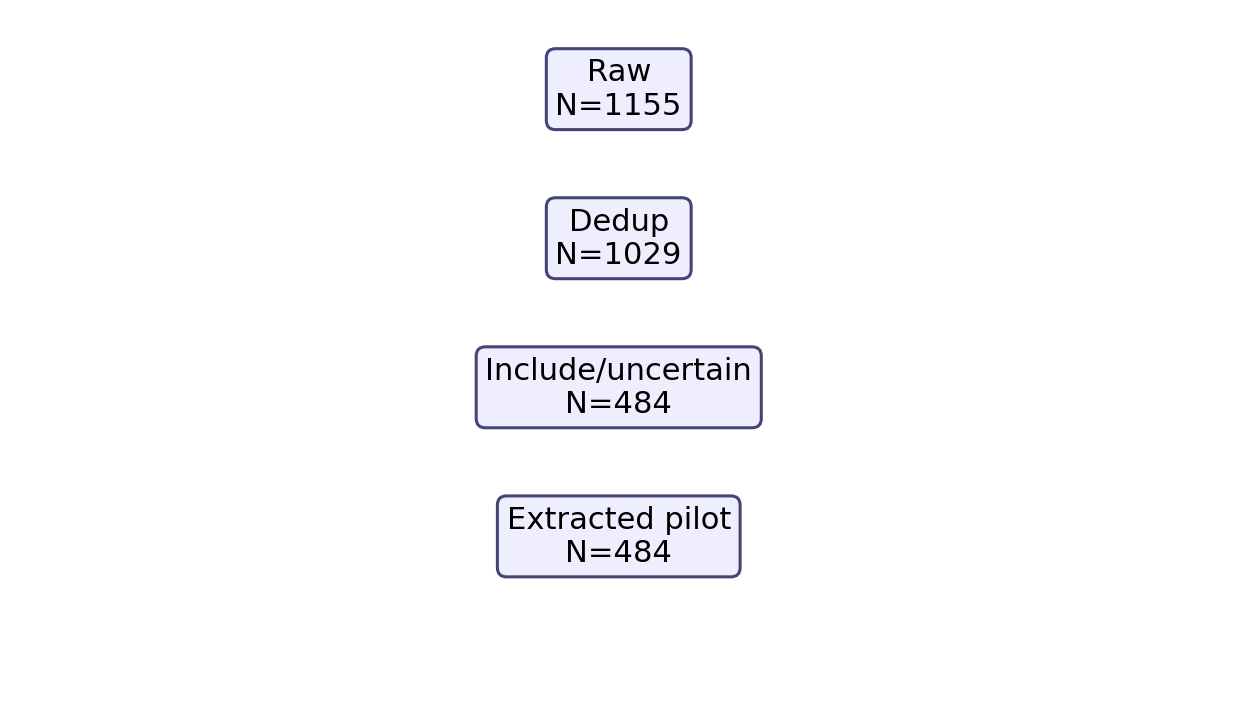 Raw
N=1155
Dedup
N=1029
Include/uncertain
N=484
Extracted pilot
N=484